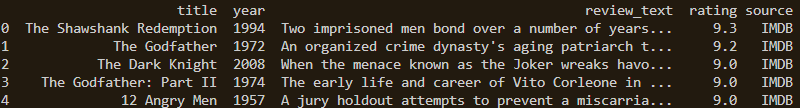 title year review_text rating source
0 The Shawshank Redemption 1994 Two imprisoned men bond over a number of years... 9.3 IMDB
1 The Godfather 1972 An organized crime dynasty's aging patriarch t... 9.2 IMDB
2 The Dark Knight 2008 When the menace known as the Joker wreaks havo... 9.0 IMDB
3 The Godfather: Part II 1974 The early life and career of Vito Corleone in ... 9.0 IMDB
4 12 Angry Men 1957 A jury holdout attempts to prevent a miscarria... 9.0 IMDB